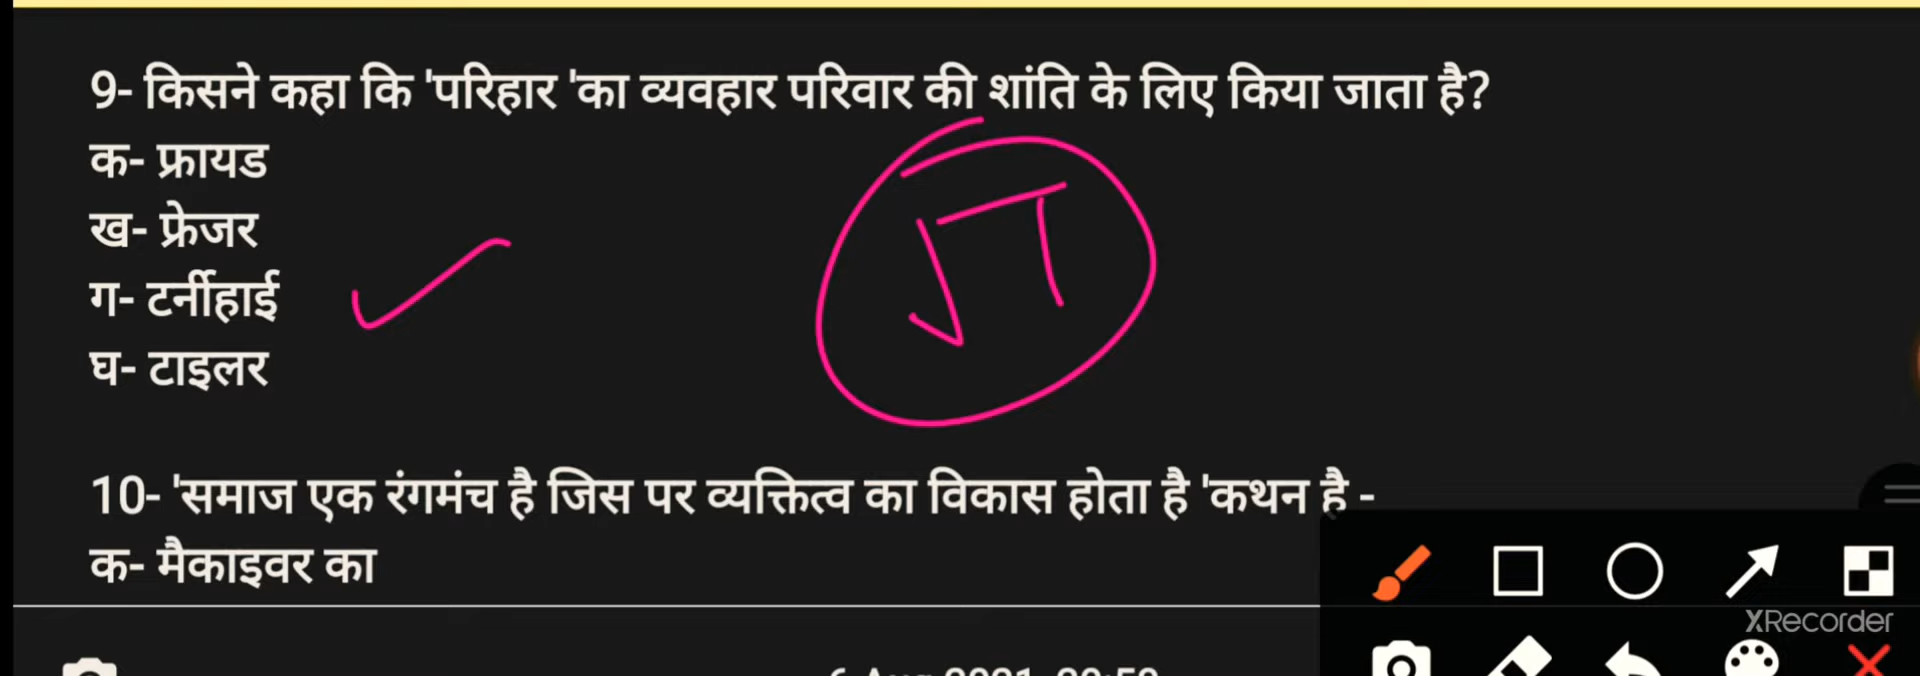 9- किसने कहा कि 'परिहार 'का व्यवहार परिवार की शांति के लिए किया जाता है?
क- फ्रायड
ख- फ्रेजर
ग- टर्नीहाई
घ- टाइलर
10- 'समाज एक रंगमंच है जिस पर व्यक्तित्व का विकास होता है 'कथन है -
क- मैकाइवर का
XRecorder